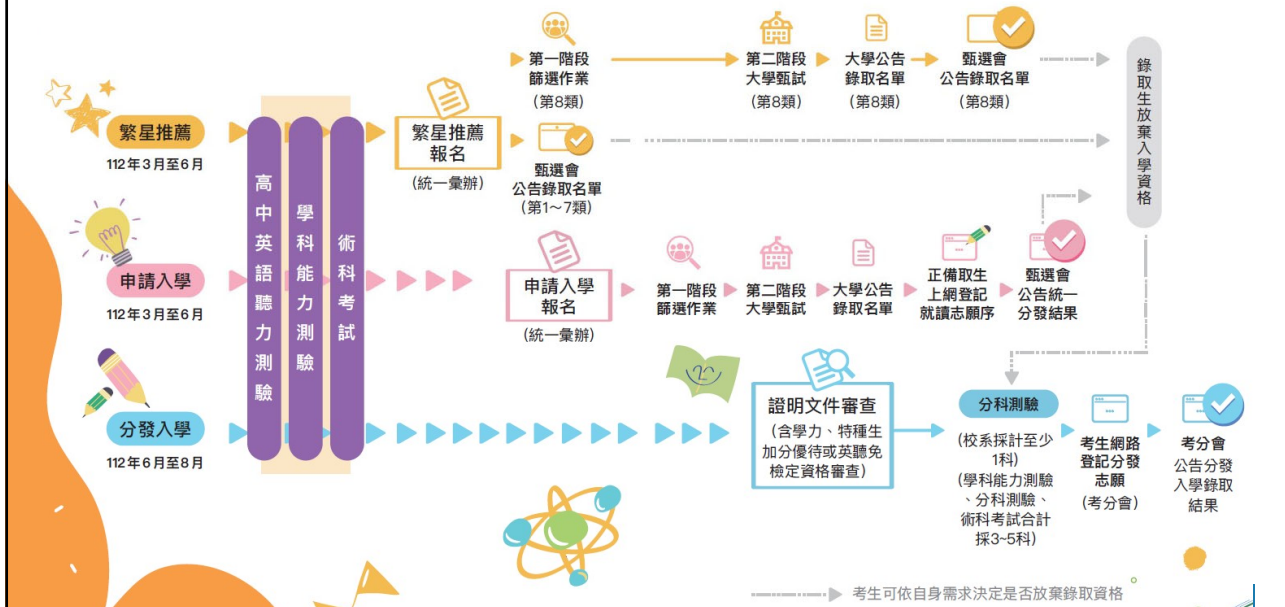 繁星推薦
112年3月至6月
申請入學
112年3月至6月
分發入學
112年6月至8月
高中英語聽力測驗
學科能力測驗
術科考試
繁星推薦
報名
(統一彙辦)
第一階段
篩選作業
(第8類)
第二階段
大學甄試
(第8類)
大學公告
錄取名單
(第8類)
甄選會
公告錄取名單
(第8類)
甄選會
公告錄取名單
(第1~7類)
錄取生放棄入學資格
申請入學
報名
(統一彙辦)
第一階段
篩選作業
第二階段
大學甄試
大學公告
錄取名單
正備取生
上網登記
就讀志願序
甄選會
公告統一
分發結果
證明文件審查
(含學力、特種生
加分優待或英聽免
檢定資格審查)
分科測驗
(校系採計至少
1科)
(學科能力測驗
、分科測驗、
術科考試合計
採3~5科)
考生網路
登記分發
志願
(考分會)
考分會
公告分發
入學錄取
結果
考生可依自身需求決定是否放棄錄取資格